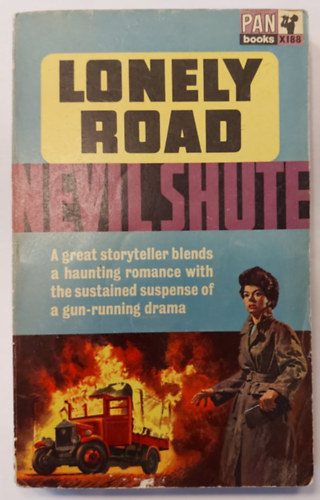 PAN
books X188
LONELY
ROAD
NEVIL SHUTE
A great storyteller blends
a haunting romance with
the sustained suspense of
a gun-running drama